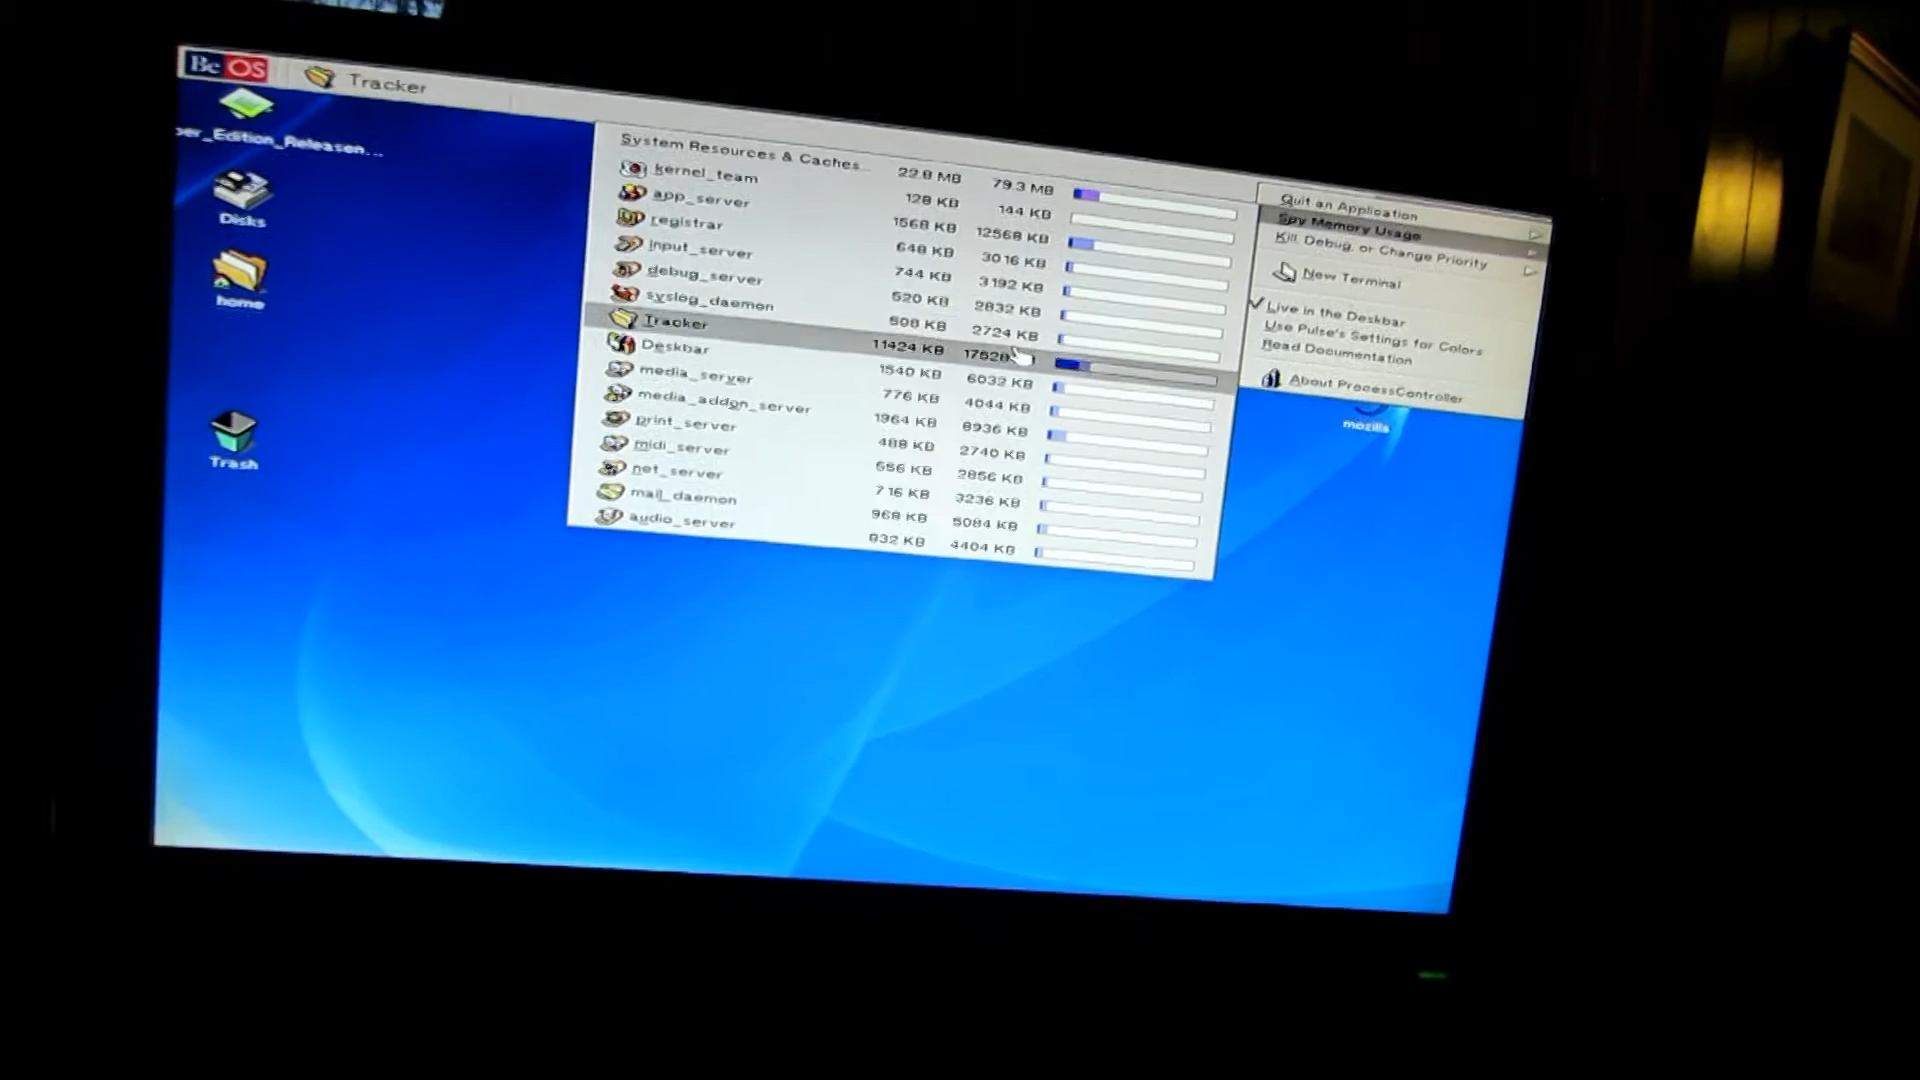 Be OS
Tracker
per_Edition_Releasen...
Disks
home
Trash
System Resources & Caches... 22.8 MB 79.3 MB
kernel_team 128 KB 144 KB
app_server 1568 KB 12568 KB
registrar 648 KB 3016 KB
input_server 744 KB 3192 KB
debug_server 520 KB 2832 KB
syslog_daemon 508 KB 2724 KB
Tracker 11424 KB 17528
Deskbar 1540 KB 6032 KB
media_server 776 KB 4044 KB
media_addon_server 1964 KB 8936 KB
print_server 488 KB 2740 KB
midi_server 556 KB 2856 KB
net_server 716 KB 3236 KB
mail_daemon 968 KB 5084 KB
audio_server 832 KB 4404 KB
Quit an Application
Spy Memory Usage
Kill, Debug, or Change Priority
New Terminal
Live in the Deskbar
Use Pulse's Settings for Colors
Read Documentation
About ProcessController
mozilla